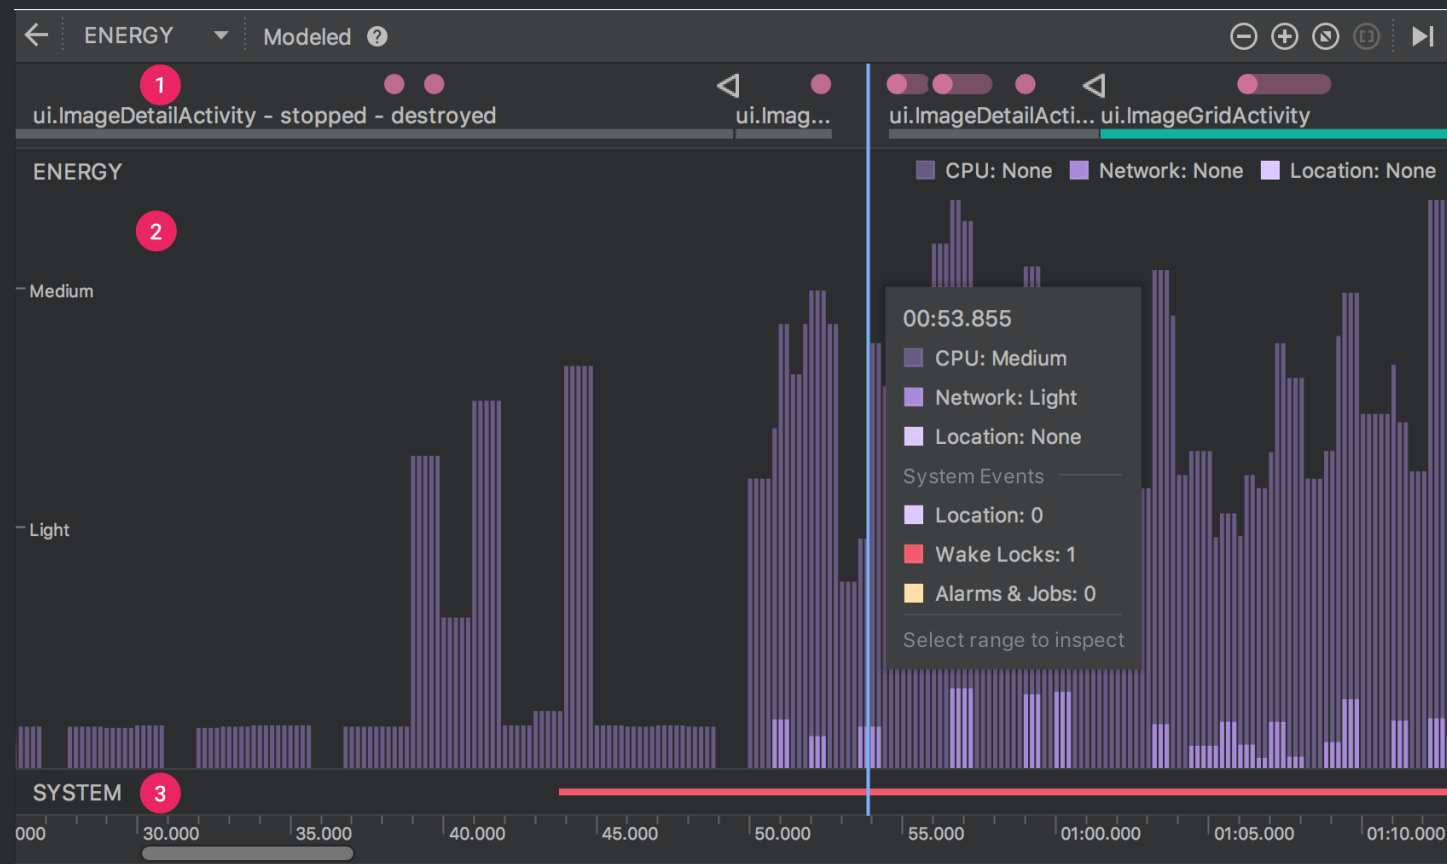 ENERGY Modeled ?
1
ui.ImageDetailActivity - stopped - destroyed ui.Imag... ui.ImageDetailActi... ui.ImageGridActivity
ENERGY CPU: None Network: None Location: None
2
Medium
00:53.855
CPU: Medium
Network: Light
Location: None
System Events
Location: 0
Wake Locks: 1
Alarms & Jobs: 0
Select range to inspect
Light
SYSTEM 3
000 30.000 35.000 40.000 45.000 50.000 55.000 01:00.000 01:05.000 01:10.000